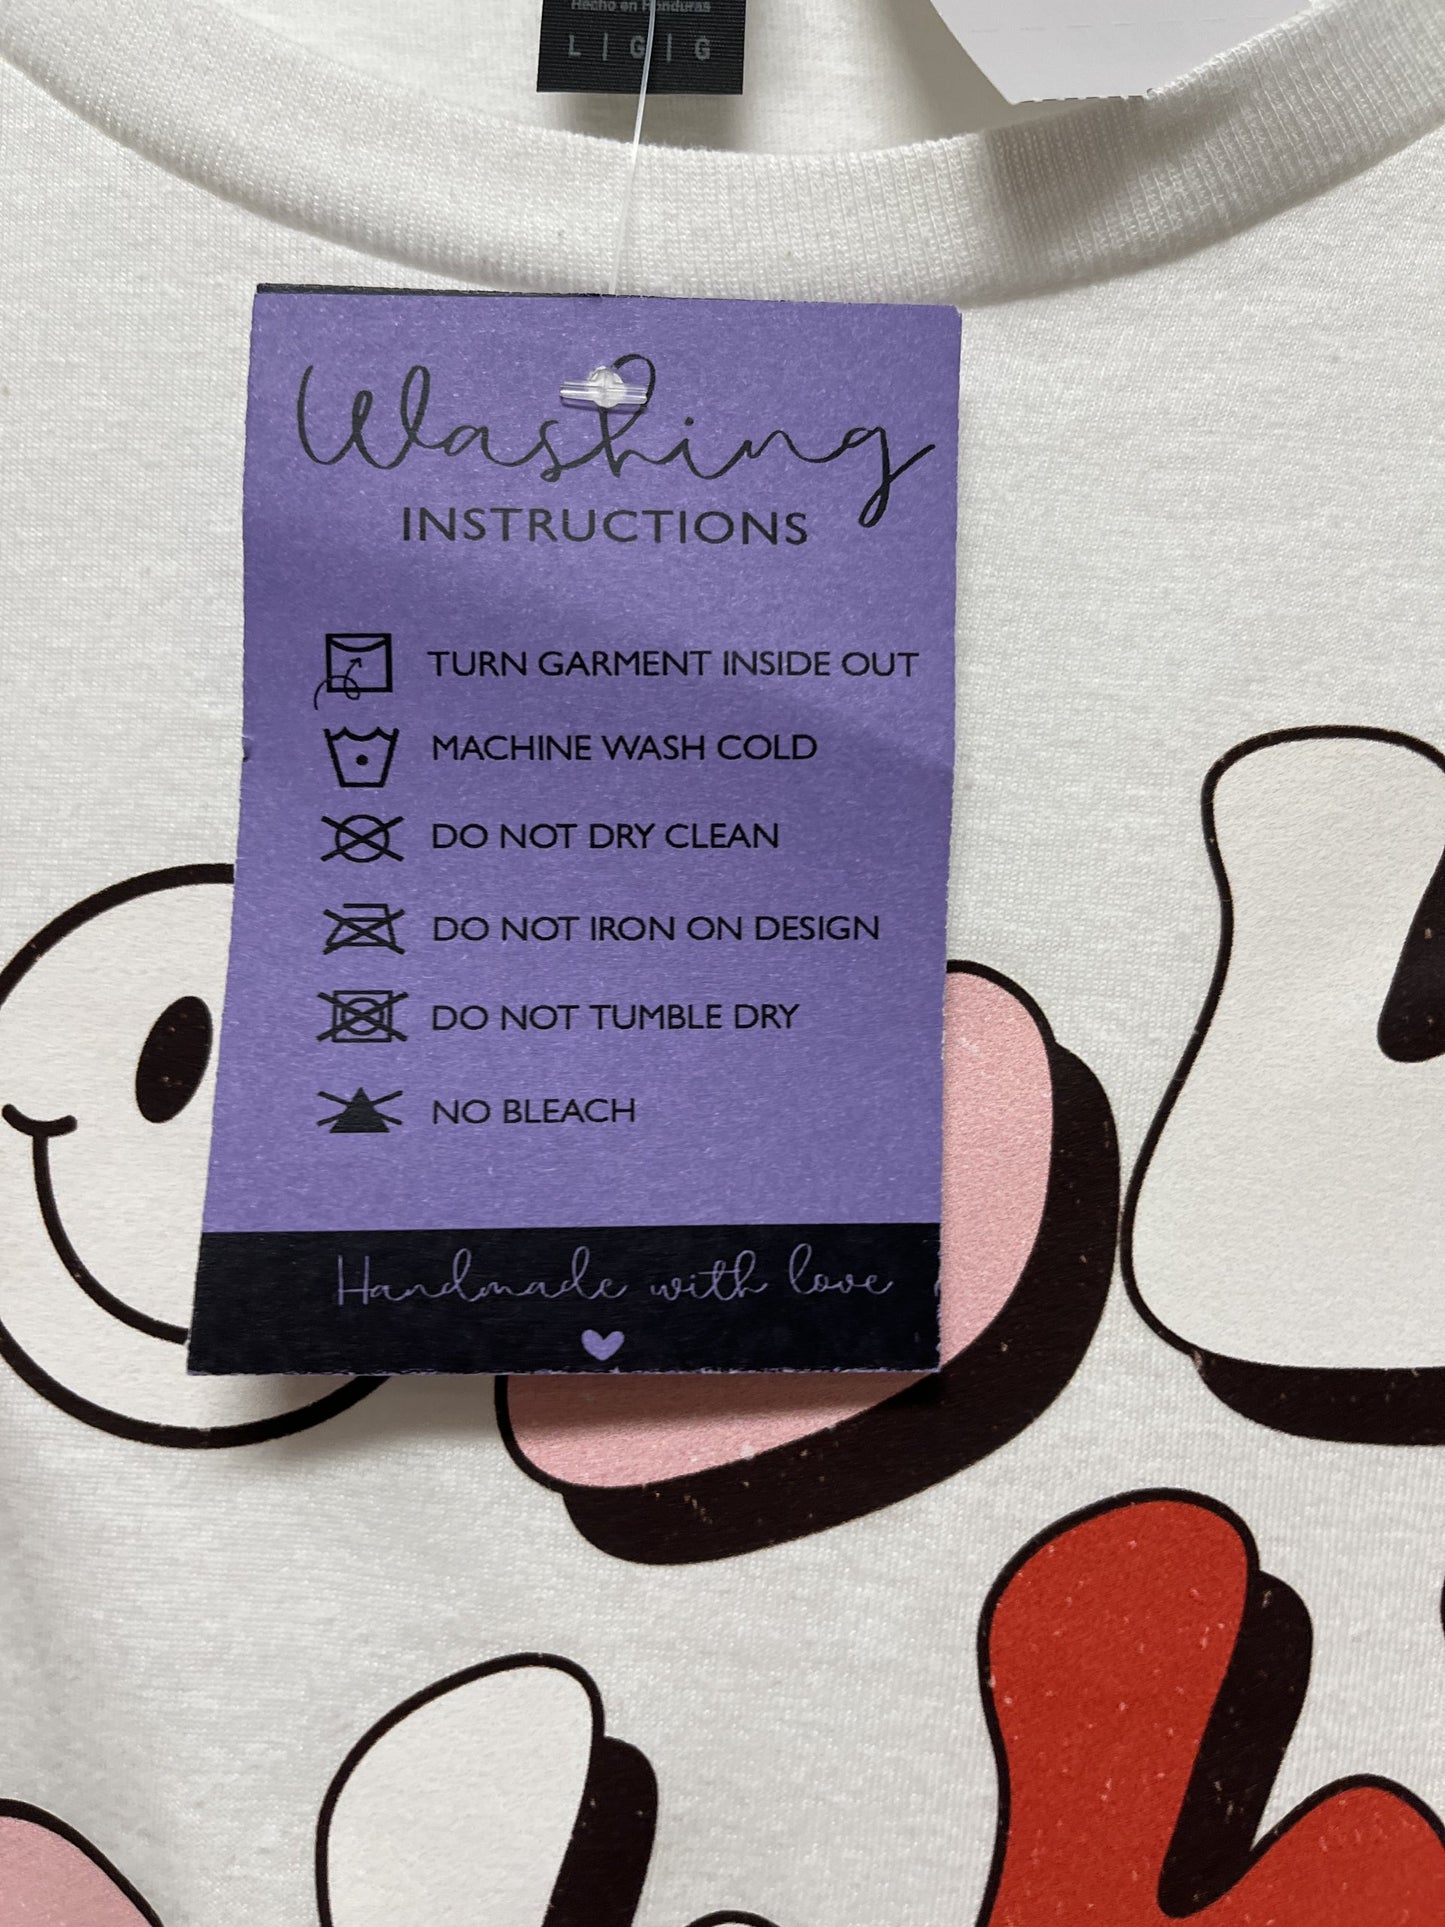 Hecho en Honduras
L | G | G
Washing
INSTRUCTIONS
TURN GARMENT INSIDE OUT
MACHINE WASH COLD
DO NOT DRY CLEAN
DO NOT IRON ON DESIGN
DO NOT TUMBLE DRY
NO BLEACH
Handmade with love